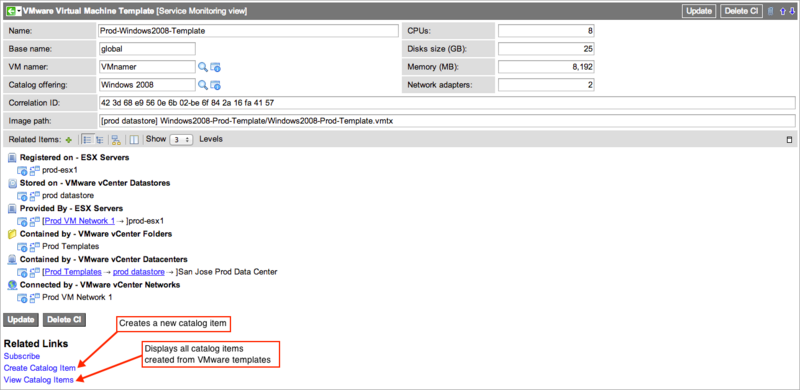 VMware Virtual Machine Template [Service Monitoring view] Update Delete CI
Name: Prod-Windows2008-Template CPUs: 8
Base name: global Disks size (GB): 25
VM namer: VMnamer Memory (MB): 8,192
Catalog offering: Windows 2008 Network adapters: 2
Correlation ID: 42 3d 68 e9 56 0e 6b 02-be 6f 84 2a 16 fa 41 57
Image path: [prod datastore] Windows2008-Prod-Template/Windows2008-Prod-Template.vmtx
Related Items: Show 3 Levels
Registered on - ESX Servers
prod-esx1
Stored on - VMware vCenter Datastores
prod datastore
Provided By - ESX Servers
[Prod VM Network 1 → ]prod-esx1
Contained by - VMware vCenter Folders
Prod Templates
Contained by - VMware vCenter Datacenters
[Prod Templates → prod datastore → ]San Jose Prod Data Center
Connected by - VMware vCenter Networks
Prod VM Network 1
Update Delete CI
Creates a new catalog item
Related Links
Subscribe
Create Catalog Item
View Catalog Items
Displays all catalog items
created from VMware templates